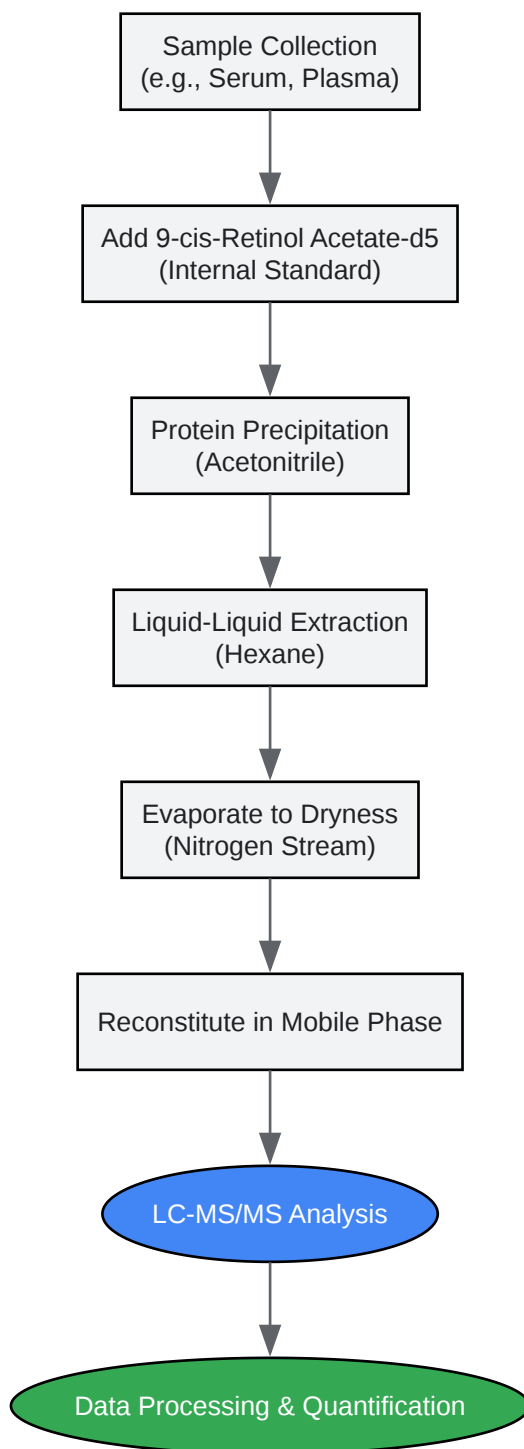 Sample Collection
(e.g., Serum, Plasma)
Add 9-cis-Retinol Acetate-d5
(Internal Standard)
Protein Precipitation
(Acetonitrile)
Liquid-Liquid Extraction
(Hexane)
Evaporate to Dryness
(Nitrogen Stream)
Reconstitute in Mobile Phase
LC-MS/MS Analysis
Data Processing & Quantification